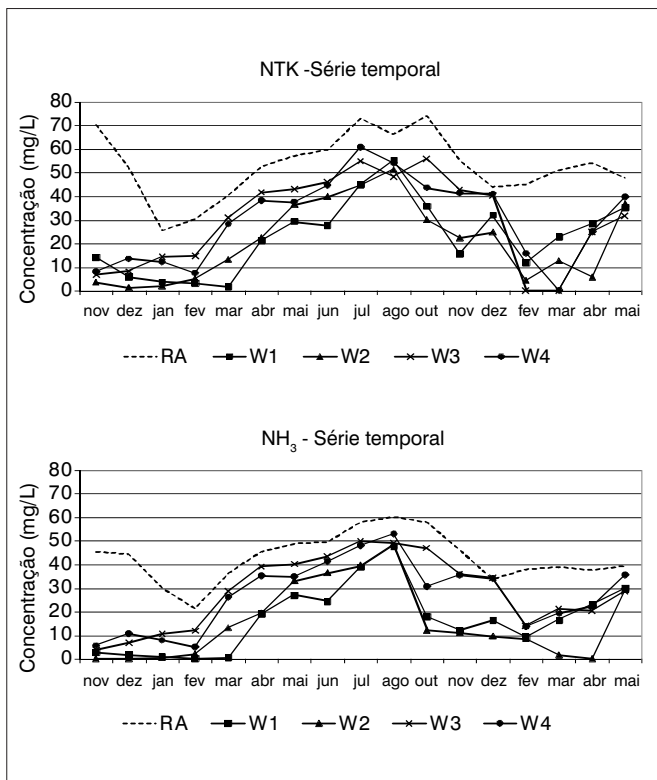 NTK -Série temporal
Concentração (mg/L)
80
70
60
50
40
30
20
10
0
nov dez jan fev mar abr mai jun jul ago out nov dez fev mar abr mai
RA W1 W2 W3 W4
NH3 - Série temporal
Concentração (mg/L)
80
70
60
50
40
30
20
10
0
nov dez jan fev mar abr mai jun jul ago out nov dez fev mar abr mai
RA W1 W2 W3 W4